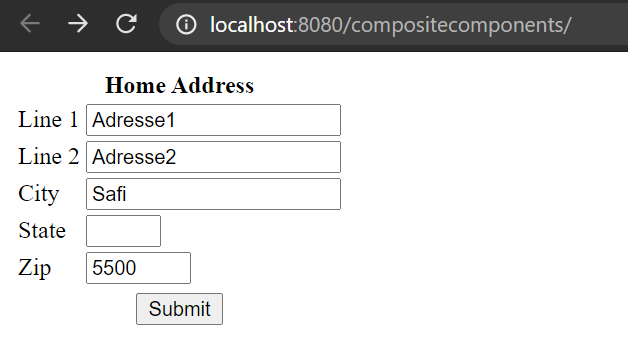 localhost:8080/compositecomponents/
Home Address
Line 1 Adresse1
Line 2 Adresse2
City Safi
State
Zip 5500
Submit